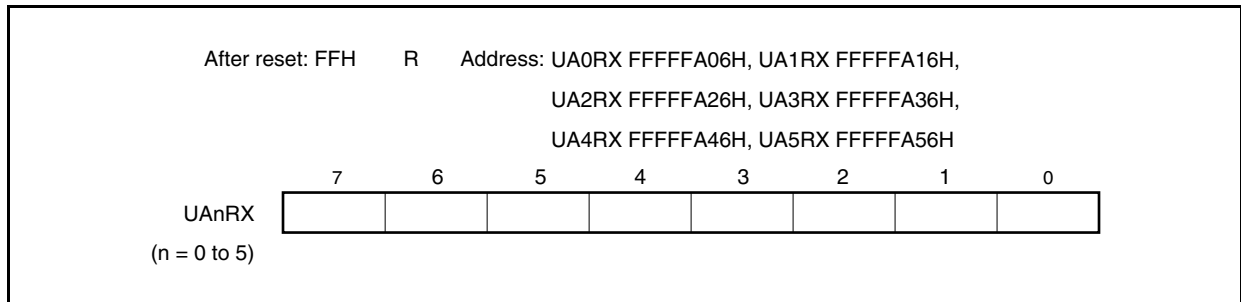 After reset: FFH R Address: UA0RX FFFFFA06H, UA1RX FFFFFA16H,
UA2RX FFFFFA26H, UA3RX FFFFFA36H,
UA4RX FFFFFA46H, UA5RX FFFFFA56H
7 6 5 4 3 2 1 0
UAnRX
(n = 0 to 5)